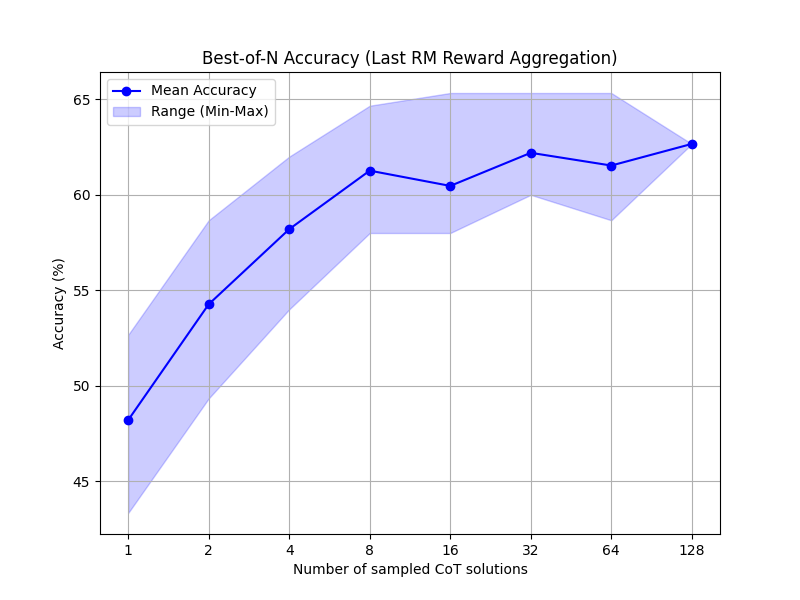 Best-of-N Accuracy (Last RM Reward Aggregation)
Mean Accuracy
Range (Min-Max)
Accuracy (%)
65
60
55
50
45
1 2 4 8 16 32 64 128
Number of sampled CoT solutions